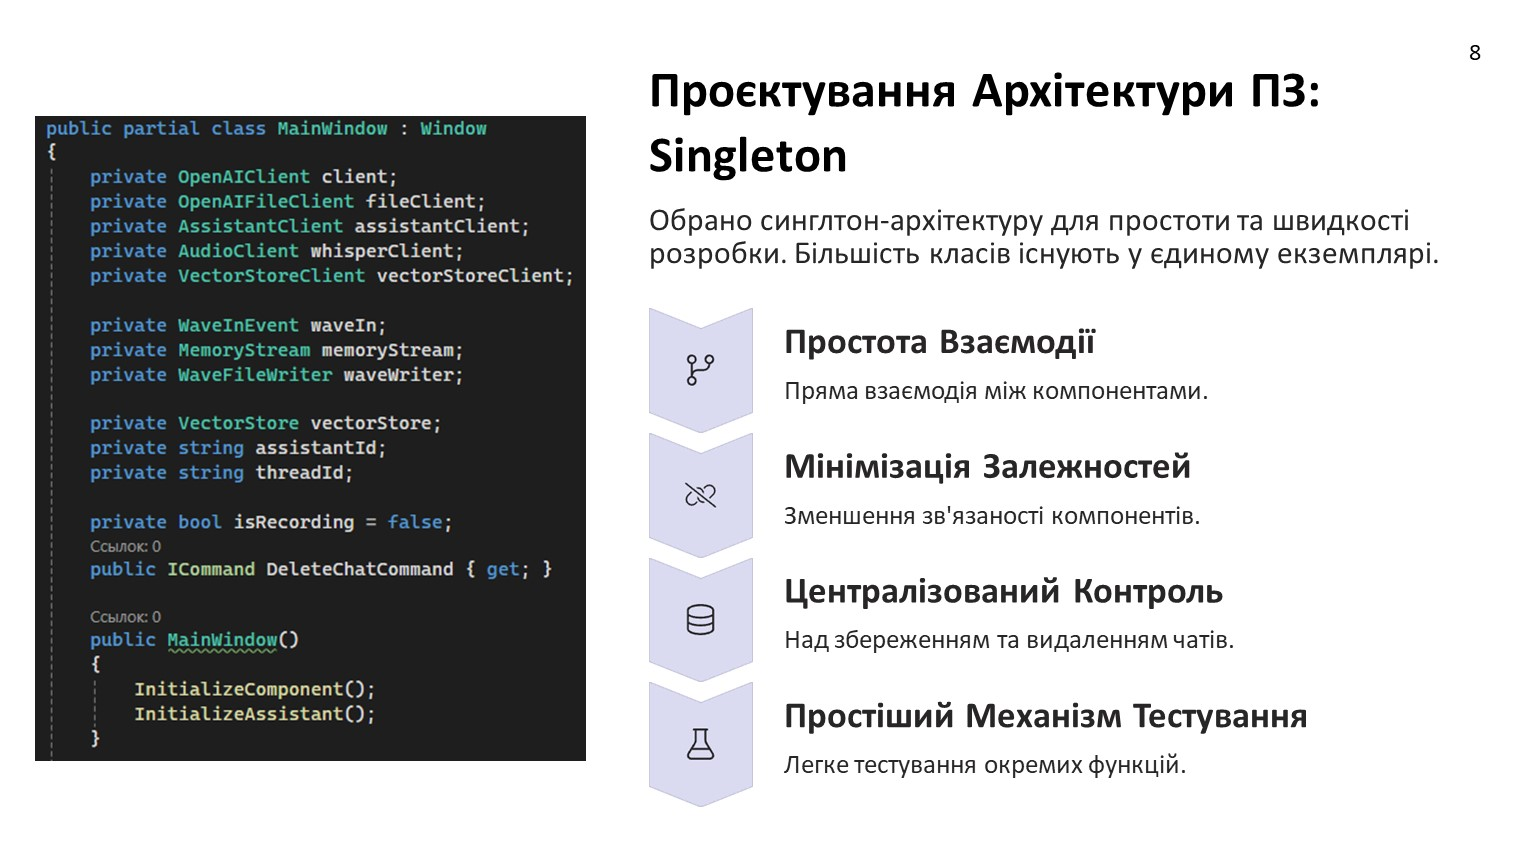 8
public partial class MainWindow : Window
{
private OpenAIClient client;
private OpenAIFileClient fileClient;
private AssistantClient assistantClient;
private AudioClient whisperClient;
private VectorStoreClient vectorStoreClient;
private WaveInEvent waveIn;
private MemoryStream memoryStream;
private WaveFileWriter waveWriter;
private VectorStore vectorStore;
private string assistantId;
private string threadId;
private bool isRecording = false;
Ссылок: 0
public ICommand DeleteChatCommand { get; }
Ссылок: 0
public MainWindow()
{
InitializeComponent();
InitializeAssistant();
}
Проєктування Архітектури ПЗ:
Singleton
Обрано синглтон-архітектуру для простоти та швидкості
розробки. Більшість класів існують у єдиному екземплярі.
Простота Взаємодії
Пряма взаємодія між компонентами.
Мінімізація Залежностей
Зменшення зв'язаності компонентів.
Централізований Контроль
Над збереженням та видаленням чатів.
Простіший Механізм Тестування
Легке тестування окремих функцій.